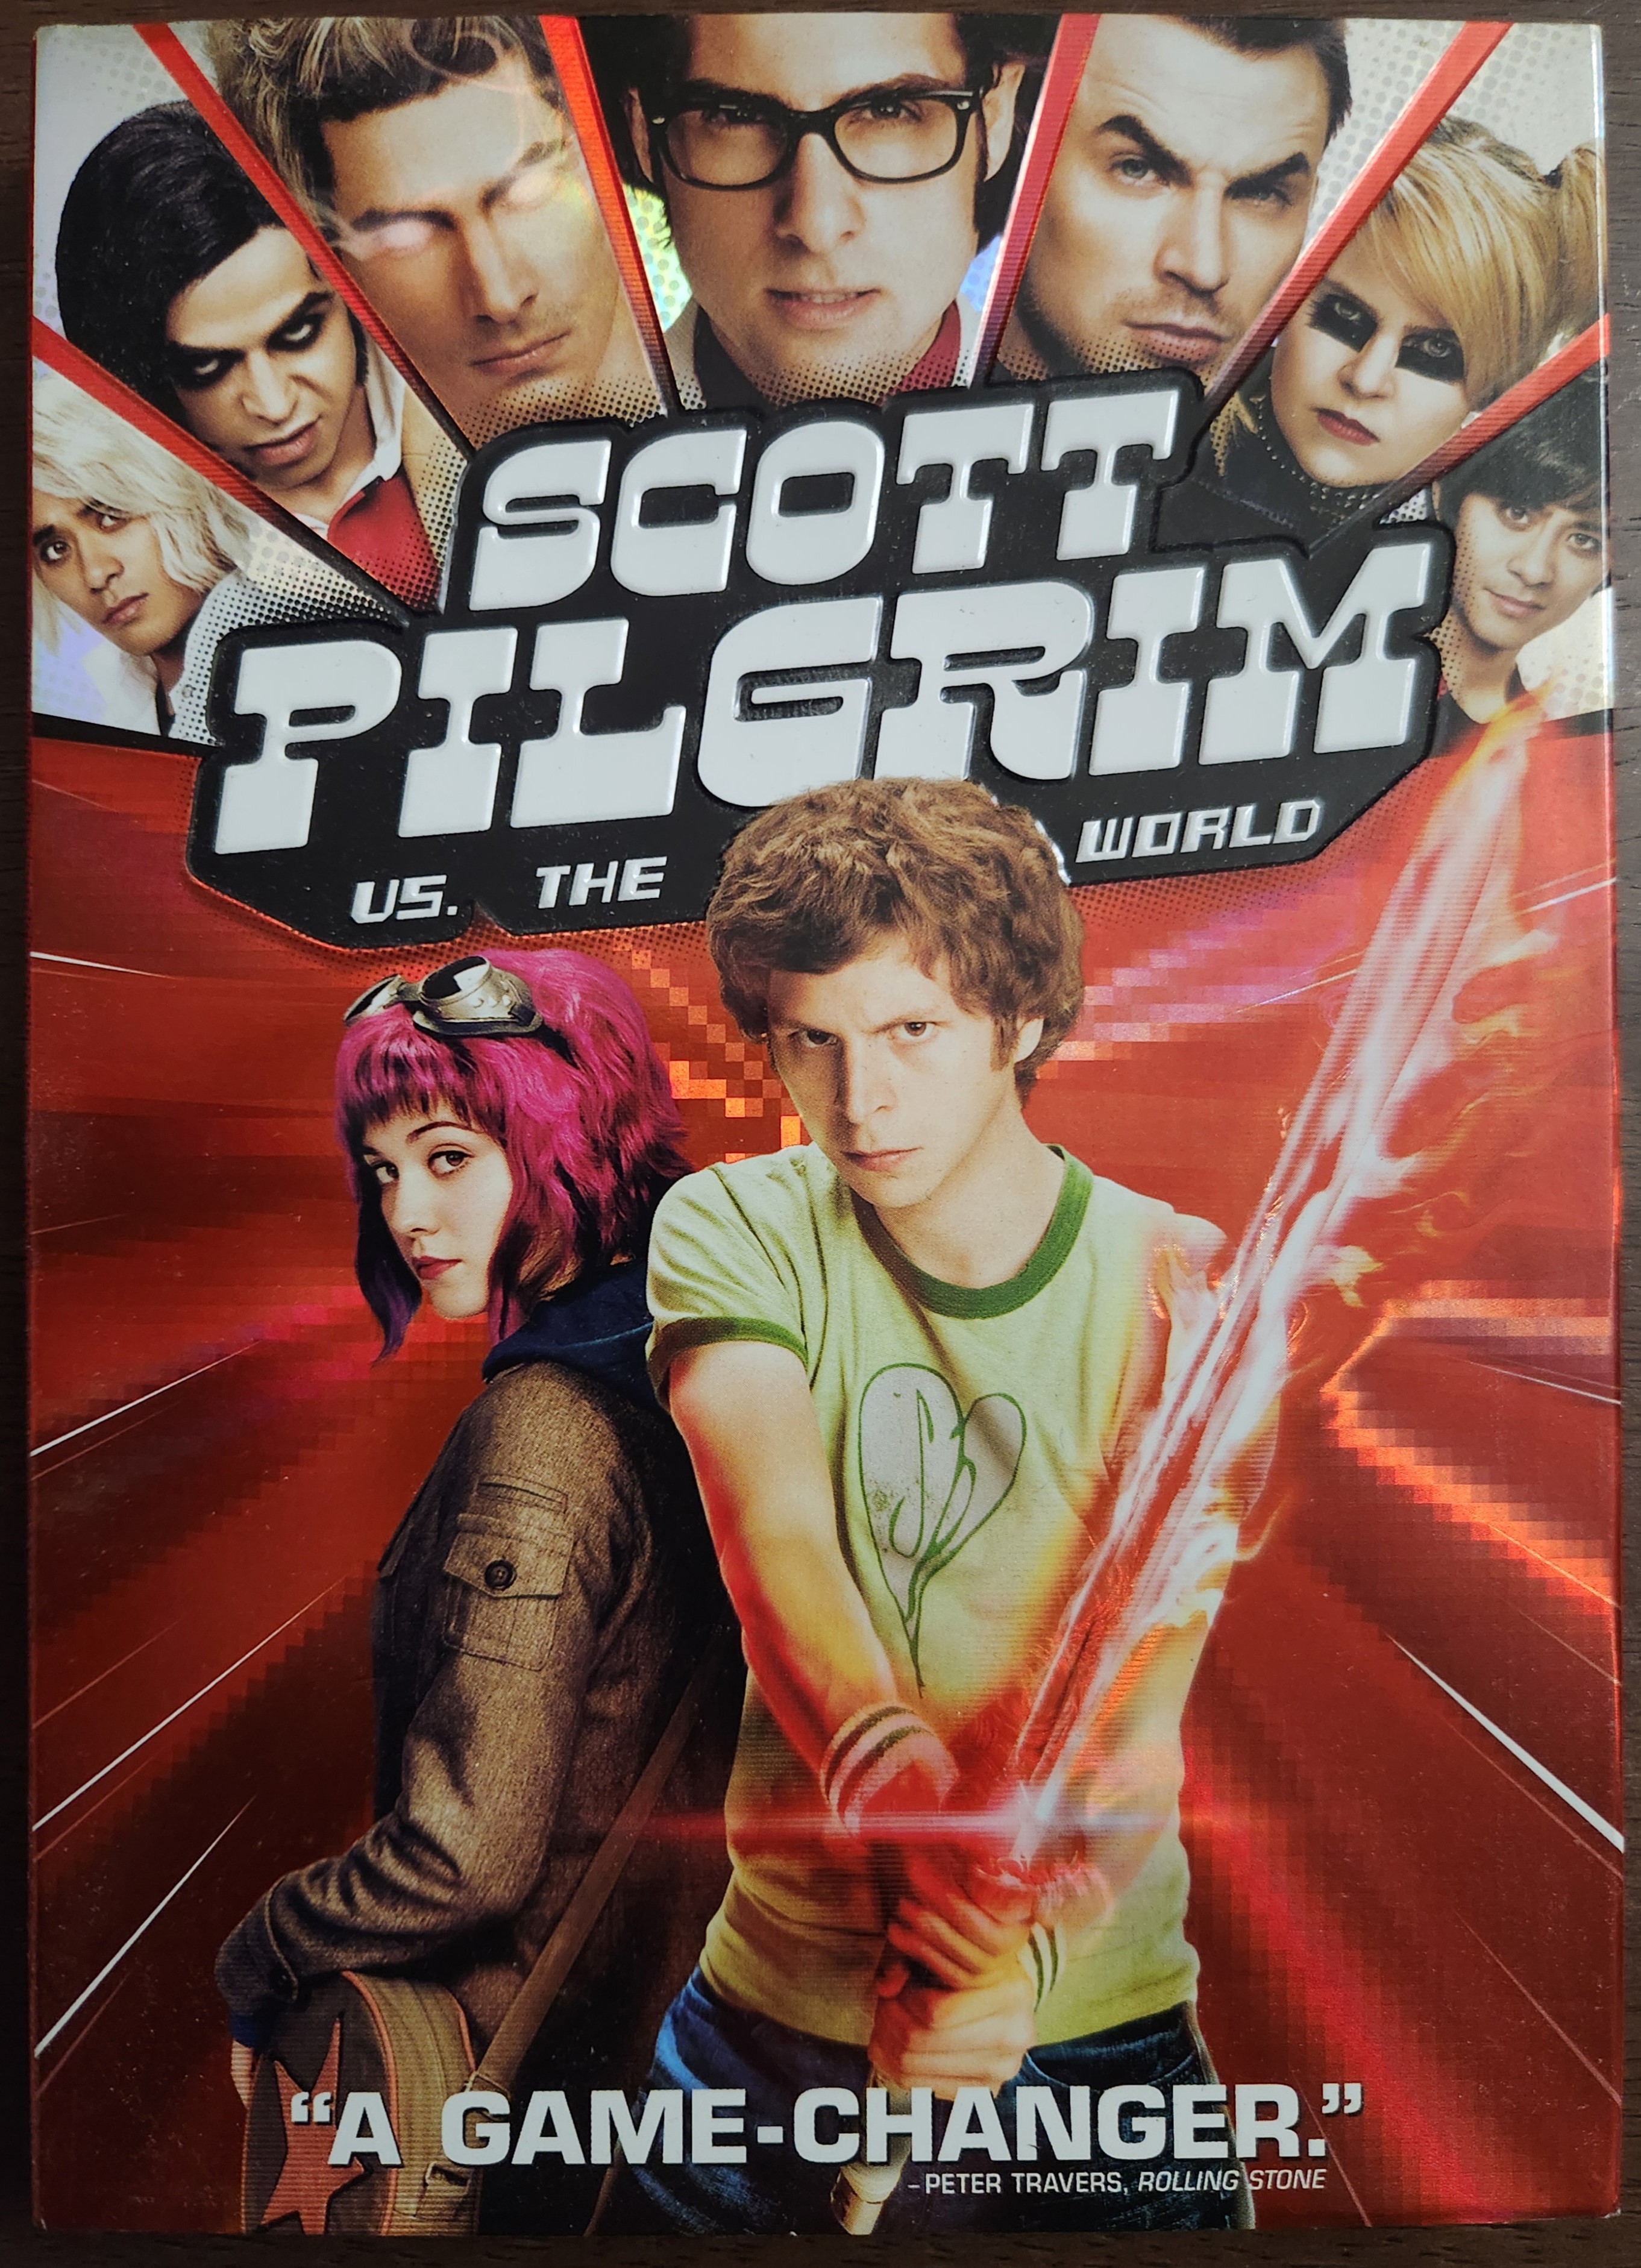 SCOTT
PILGRIM
VS. THE WORLD
"A GAME-CHANGER."
–PETER TRAVERS, ROLLING STONE